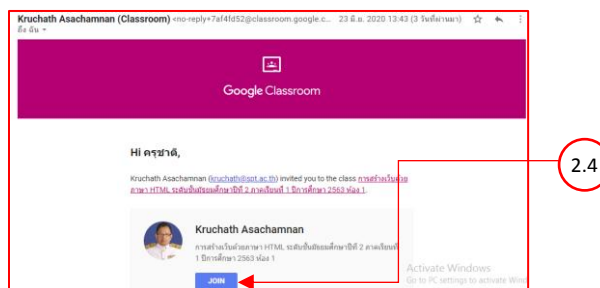 Kruchath Asachamnan (Classroom) <no-reply+7af4fd52@classroom.google.c... 23 มิ.ย. 2020 13:43 (3 วันที่ผ่านมา)
ถึง ฉัน
Google Classroom
Hi ครุชาติ,
Kruchath Asachamnan (kruchath@spt.ac.th) invited you to the class การสร้างเว็บด้วย
ภาษา HTML ระดับชั้นมัธยมศึกษาปีที่ 2 ภาคเรียนที่ 1 ปีการศึกษา 2563 ห้อง 1.
2.4
Kruchath Asachamnan
การสร้างเว็บด้วยภาษา HTML ระดับชั้นมัธยมศึกษาปีที่ 2 ภาคเรียนที่
1 ปีการศึกษา 2563 ห้อง 1
JOIN
Activate Windows
Go to PC settings to activate Wind